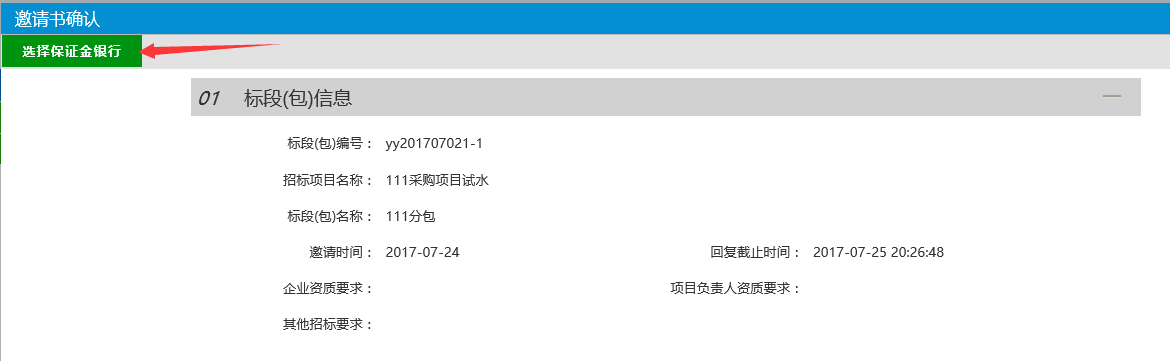 邀请书确认
选择保证金银行
01 标段(包)信息
标段(包)编号： yy201707021-1
招标项目名称： 111采购项目试水
标段(包)名称： 111分包
邀请时间： 2017-07-24 回复截止时间： 2017-07-25 20:26:48
企业资质要求： 项目负责人资质要求：
其他招标要求：